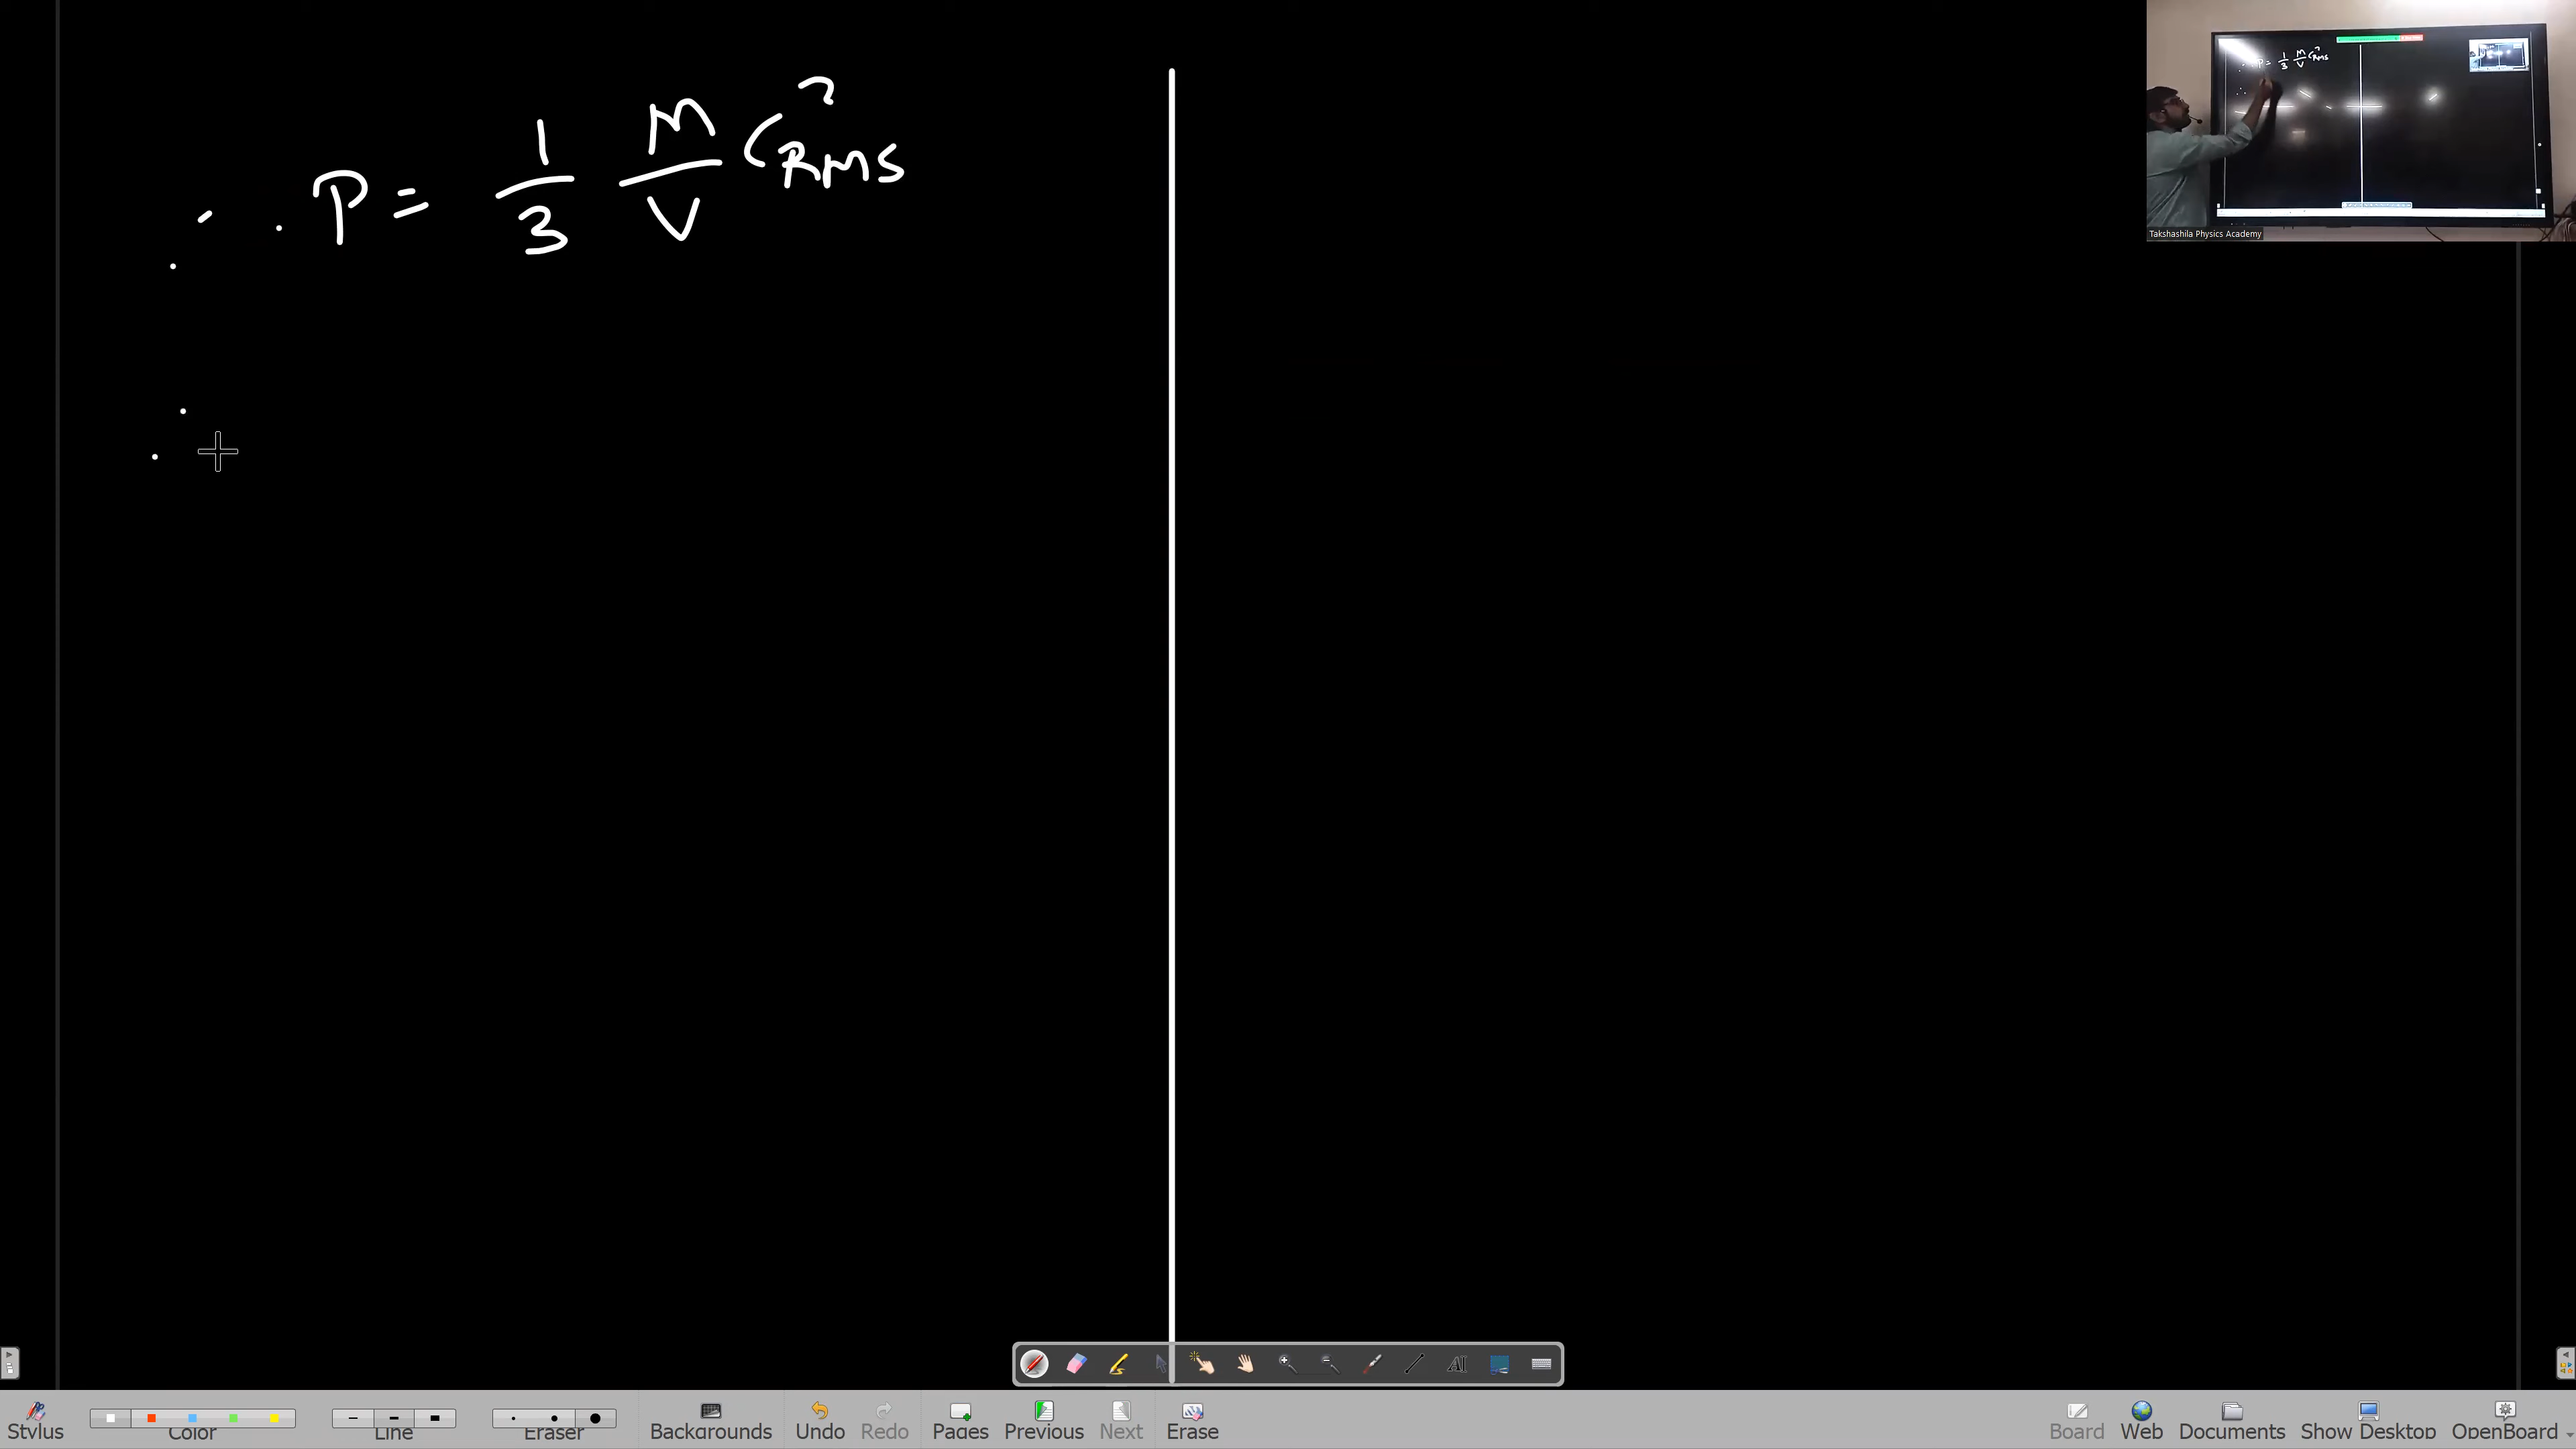 ∴ P = 1/3 M/V C²RMS
∴
Takshashila Physics Academy
Stylus Color Line Eraser Backgrounds Undo Redo Pages Previous Next Erase Board Web Documents Show Desktop OpenBoard